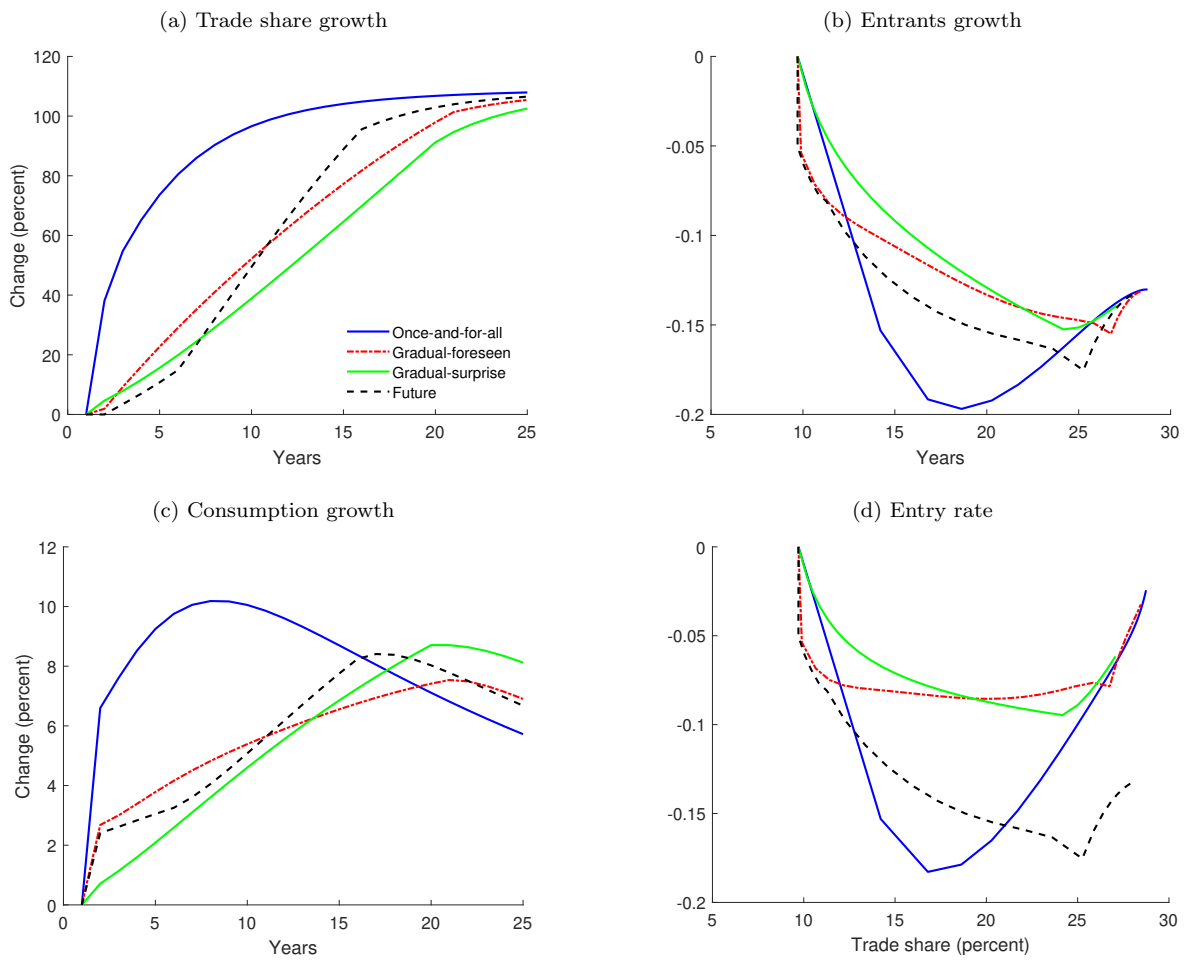 (a) Trade share growth
120
100
80
60
40
20
0
0 5 10 15 20 25
Change (percent)
Years
Once-and-for-all
Gradual-foreseen
Gradual-surprise
Future
(b) Entrants growth
0
-0.05
-0.1
-0.15
-0.2
5 10 15 20 25 30
Years
(c) Consumption growth
12
10
8
6
4
2
0
0 5 10 15 20 25
Change (percent)
Years
(d) Entry rate
0
-0.05
-0.1
-0.15
-0.2
5 10 15 20 25 30
Trade share (percent)